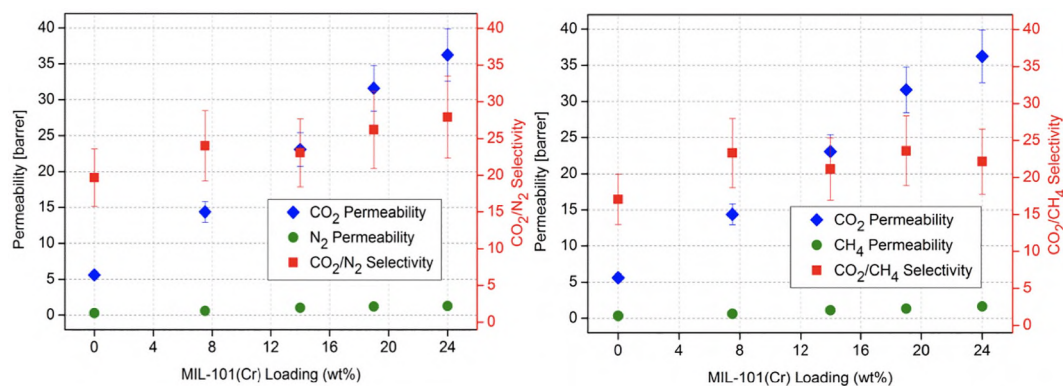 40
35
30
25
20
15
10
5
0
Permeability [barrer]
40
35
30
25
20
15
10
5
0
CO2/N2 Selectivity
CO2 Permeability
N2 Permeability
CO2/N2 Selectivity
0 4 8 12 16 20 24
MIL-101(Cr) Loading (wt%)
40
35
30
25
20
15
10
5
0
Permeability [barrer]
40
35
30
25
20
15
10
5
0
CO2/CH4 Selectivity
CO2 Permeability
CH4 Permeability
CO2/CH4 Selectivity
0 4 8 12 16 20 24
MIL-101(Cr) Loading (wt%)